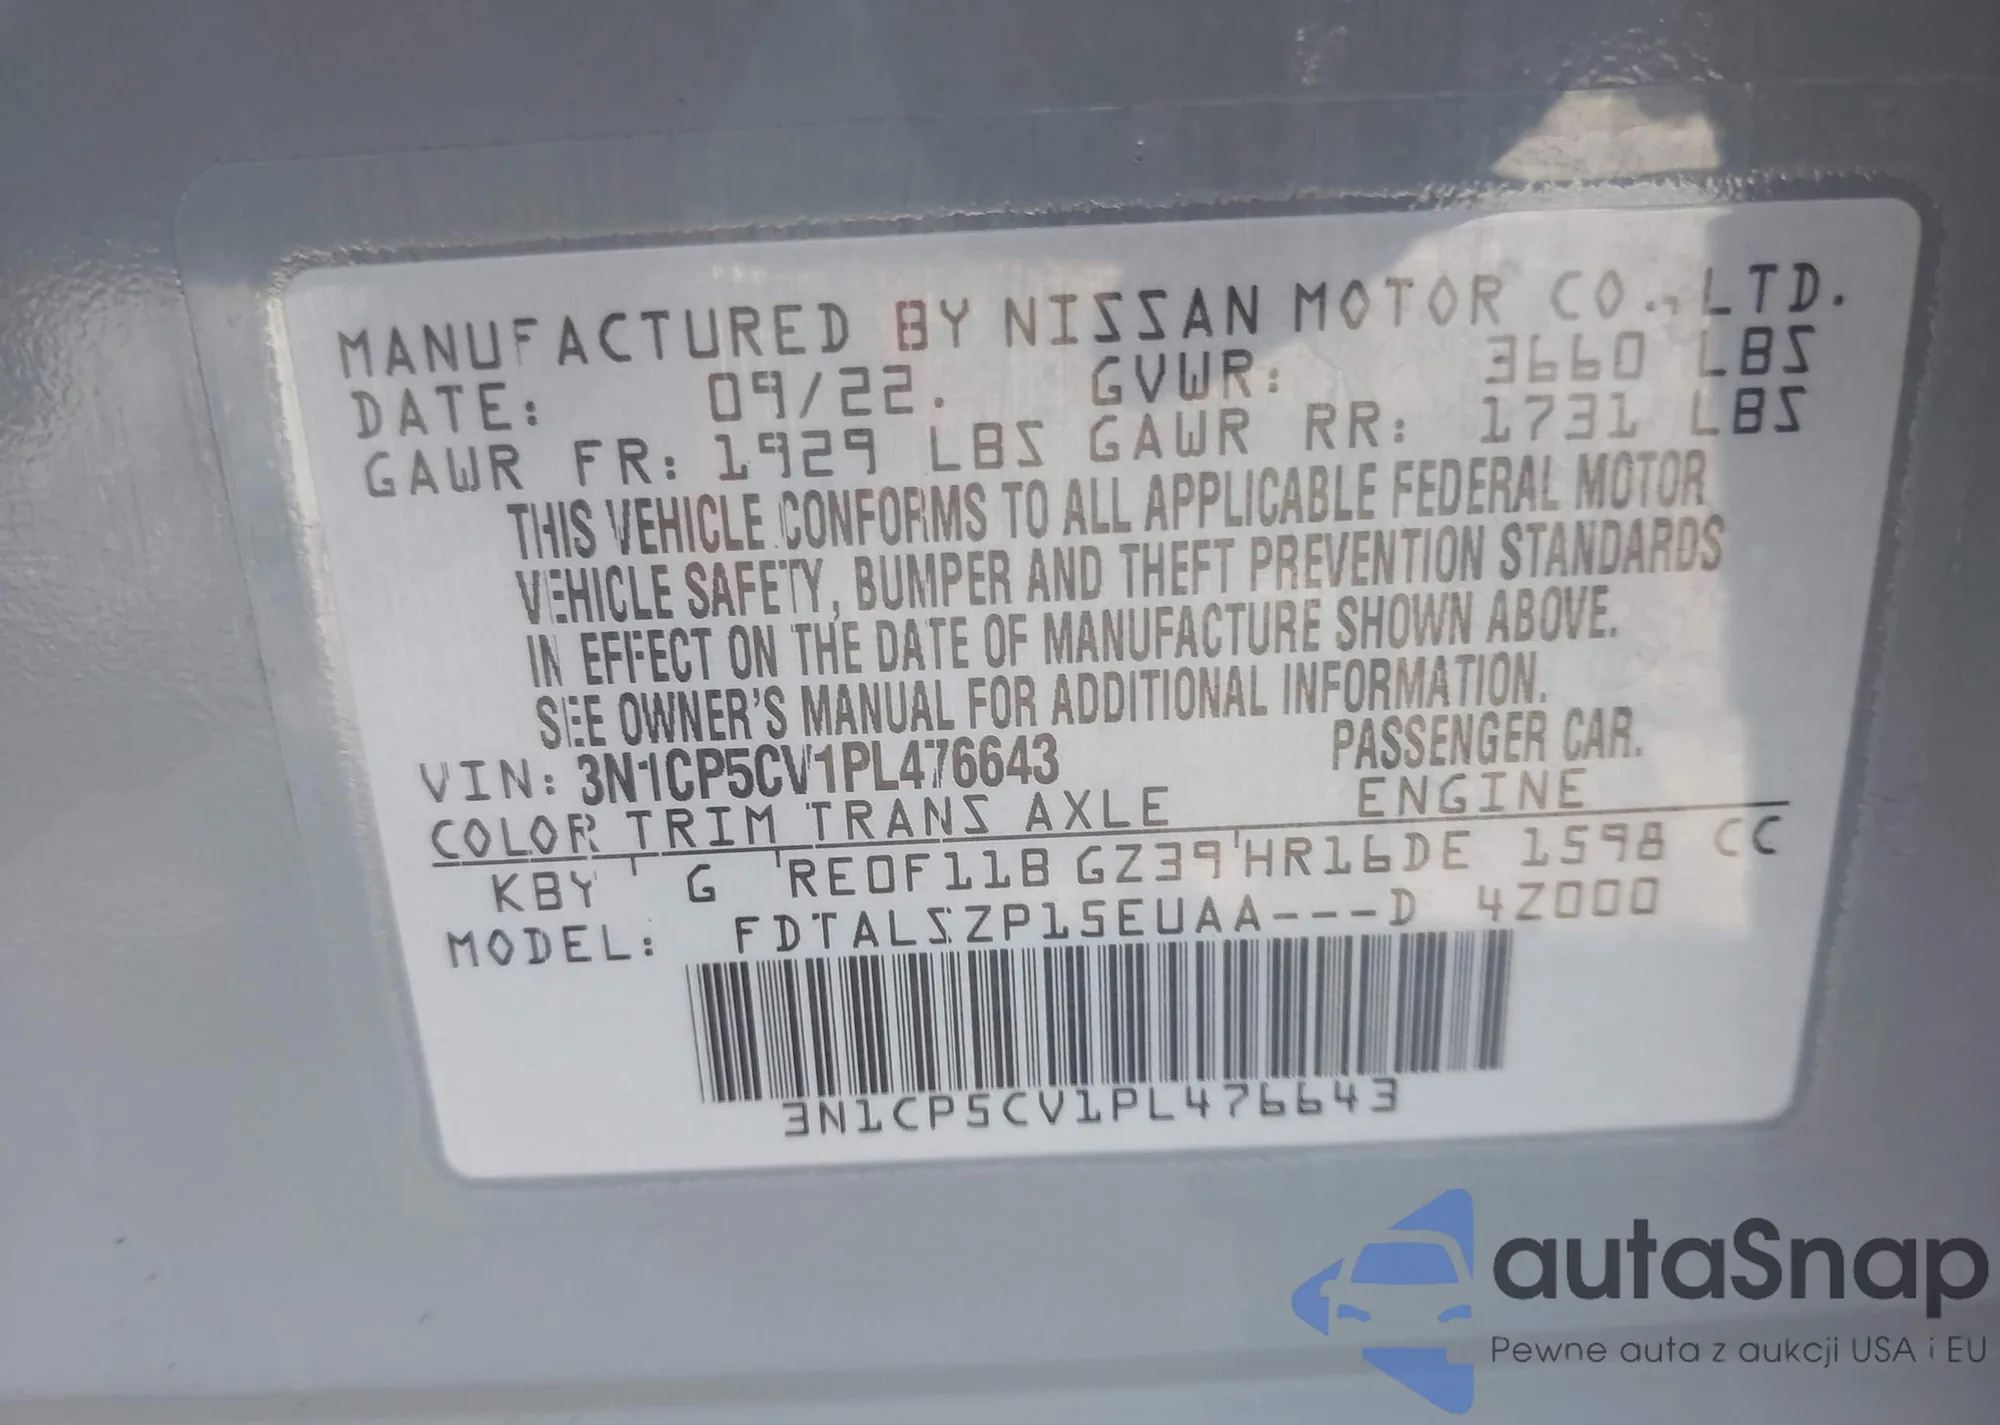 MANUFACTURED BY NISSAN MOTOR CO., LTD.
DATE: 09/22. GVWR: 3660 LBS
GAWR FR: 1929 LBS GAWR RR: 1731 LBS
THIS VEHICLE CONFORMS TO ALL APPLICABLE FEDERAL MOTOR
VEHICLE SAFETY, BUMPER AND THEFT PREVENTION STANDARDS
IN EFFECT ON THE DATE OF MANUFACTURE SHOWN ABOVE.
SEE OWNER'S MANUAL FOR ADDITIONAL INFORMATION.
VIN: 3N1CP5CV1PL476643 PASSENGER CAR.
COLOR TRIM TRANS AXLE ENGINE
KBY G RE0F11B GZ39 HR16DE 1598 CC
MODEL: FDTALSZP15EUAA---D 4Z000
3N1CP5CV1PL476643
autaSnap
Pewne auta z aukcji USA i EU